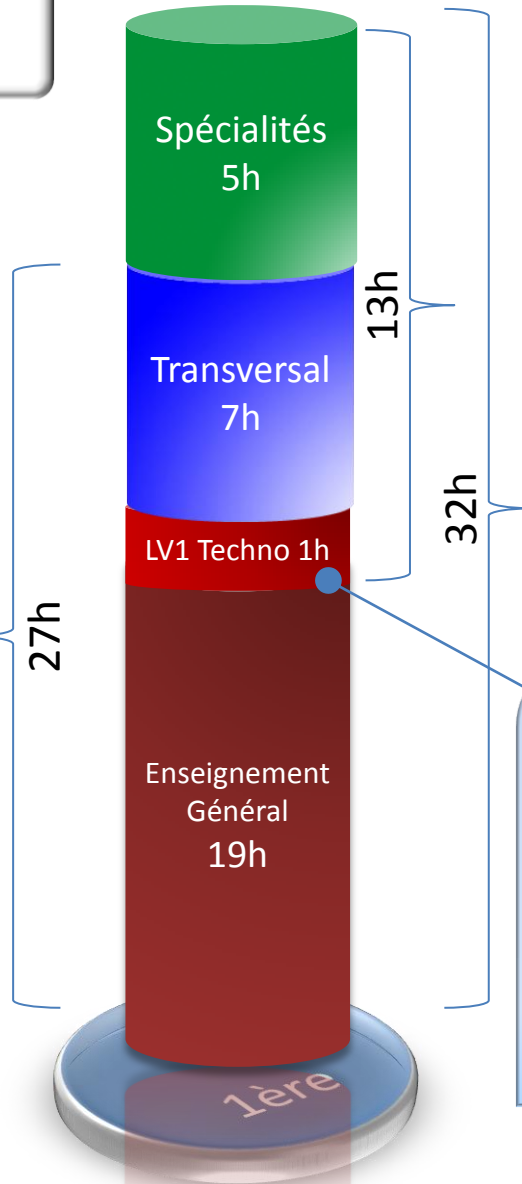 Spécialités
5h
13h
Transversal
7h
32h
LV1 Techno 1h
27h
Enseignement
Général
19h
1ère